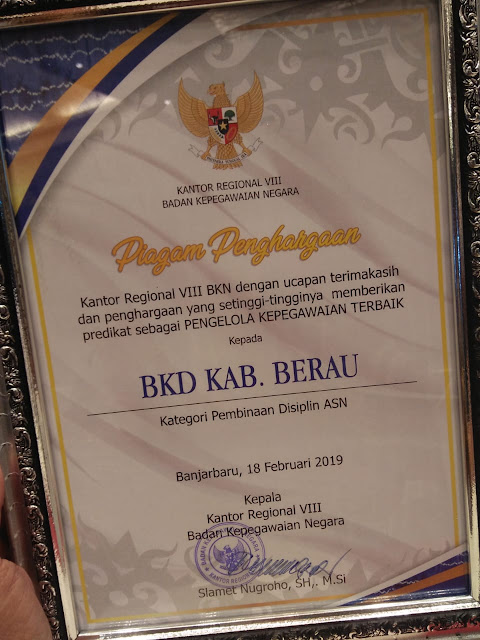 KANTOR REGIONAL VIII
BADAN KEPEGAWAIAN NEGARA
Piagam Penghargaan
Kantor Regional VIII BKN dengan ucapan terimakasih
dan penghargaan yang setinggi-tingginya memberikan
predikat sebagai PENGELOLA KEPEGAWAIAN TERBAIK
Kepada
BKD KAB. BERAU
Kategori Pembinaan Disiplin ASN
Banjarbaru, 18 Februari 2019
Kepala
Kantor Regional VIII
Badan Kepegawaian Negara
Slamet Nugroho, SH,. M.Si